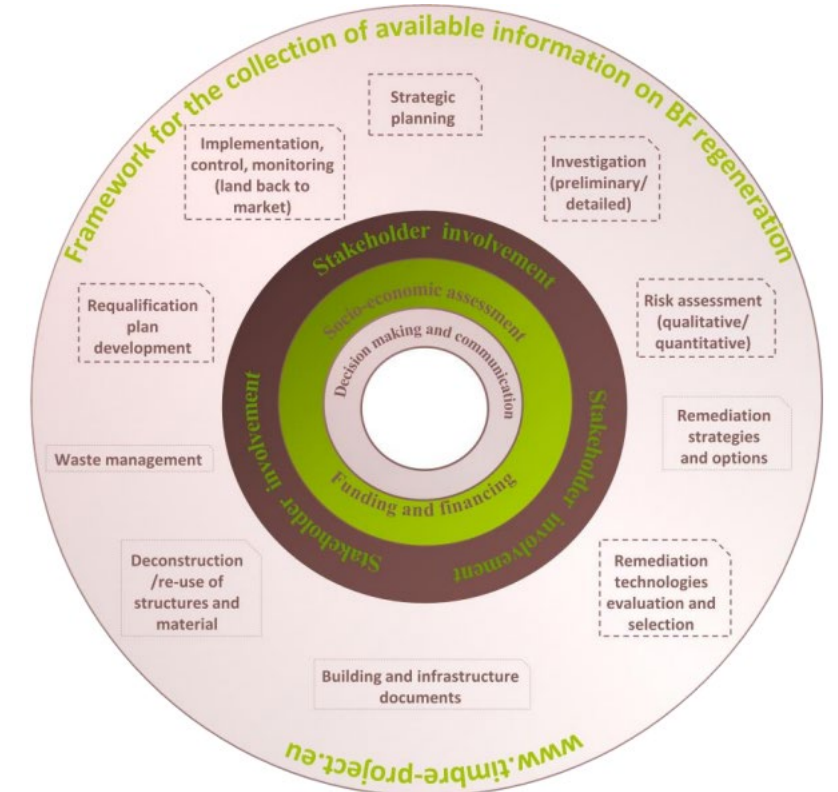 Framework for the collection of available information on BF regeneration
Strategic
planning
Investigation
(preliminary/
detailed)
Risk assessment
(qualitative/
quantitative)
Remediation
strategies
and options
Remediation
technologies
evaluation and
selection
Building and infrastructure
documents
Deconstruction
/re-use of
structures and
material
Waste management
Requalification
plan
development
Implementation,
control, monitoring
(land back to
market)
Stakeholder involvement
Stakeholder involvement
Stakeholder involvement
Socio-economic assessment
Funding and financing
Decision making and communication
www.timbre-project.eu